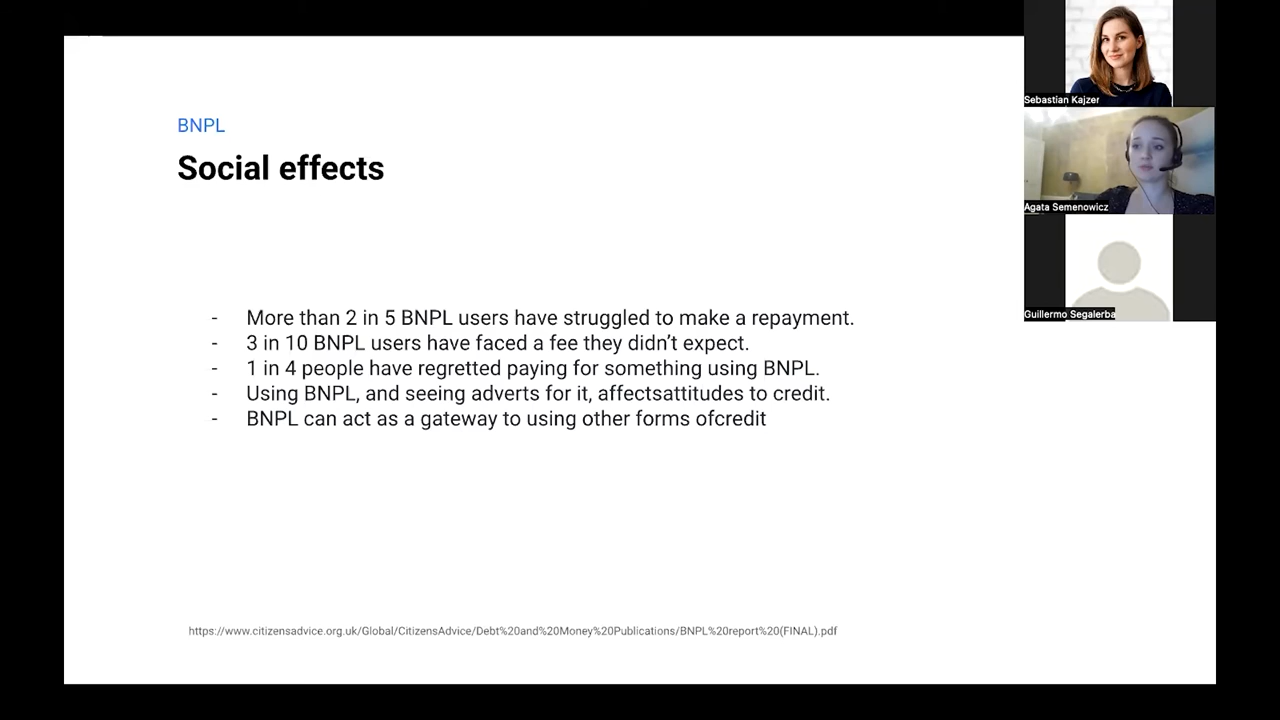 BNPL
Social effects
- More than 2 in 5 BNPL users have struggled to make a repayment.
- 3 in 10 BNPL users have faced a fee they didn’t expect.
- 1 in 4 people have regretted paying for something using BNPL.
- Using BNPL, and seeing adverts for it, affectsattitudes to credit.
- BNPL can act as a gateway to using other forms ofcredit
https://www.citizensadvice.org.uk/Global/CitizensAdvice/Debt%20and%20Money%20Publications/BNPL%20report%20(FINAL).pdf
Sebastian Kajzer
Agata Semenowicz
Guillermo Segalerba